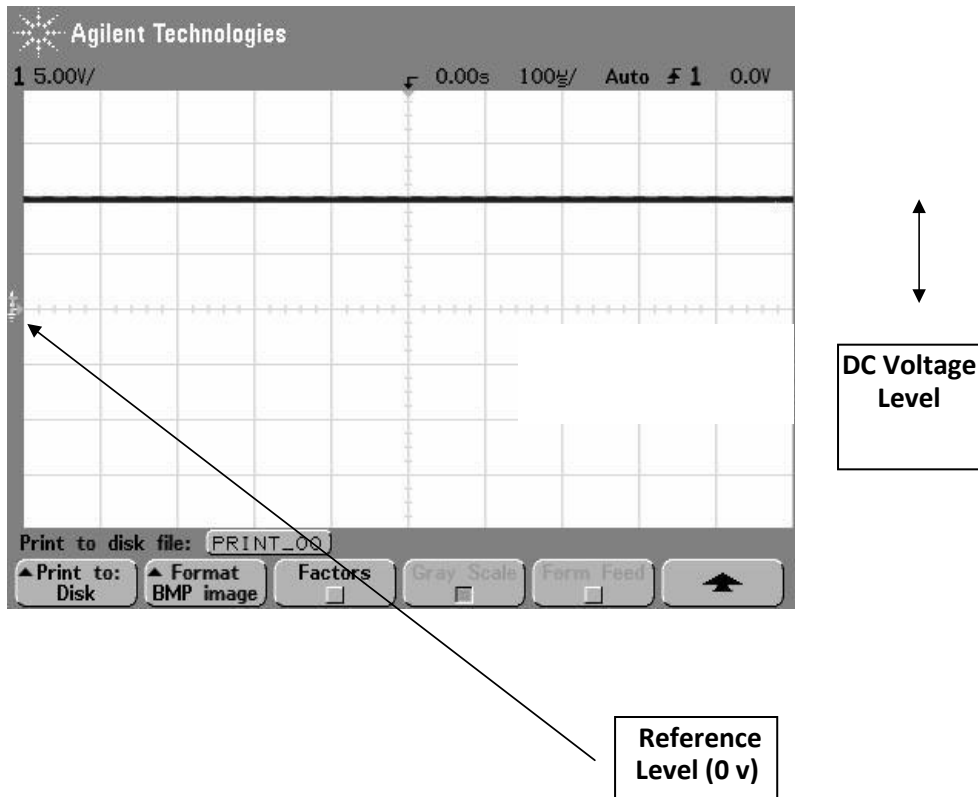 Agilent Technologies
1 5.00V/ 0.00s 100µs/ Auto 1 0.0V
DC Voltage
Level
Print to disk file: PRINT_00
Print to:
Disk
Format
BMP image
Factors
Gray Scale
Form Feed
Reference
Level (0 v)